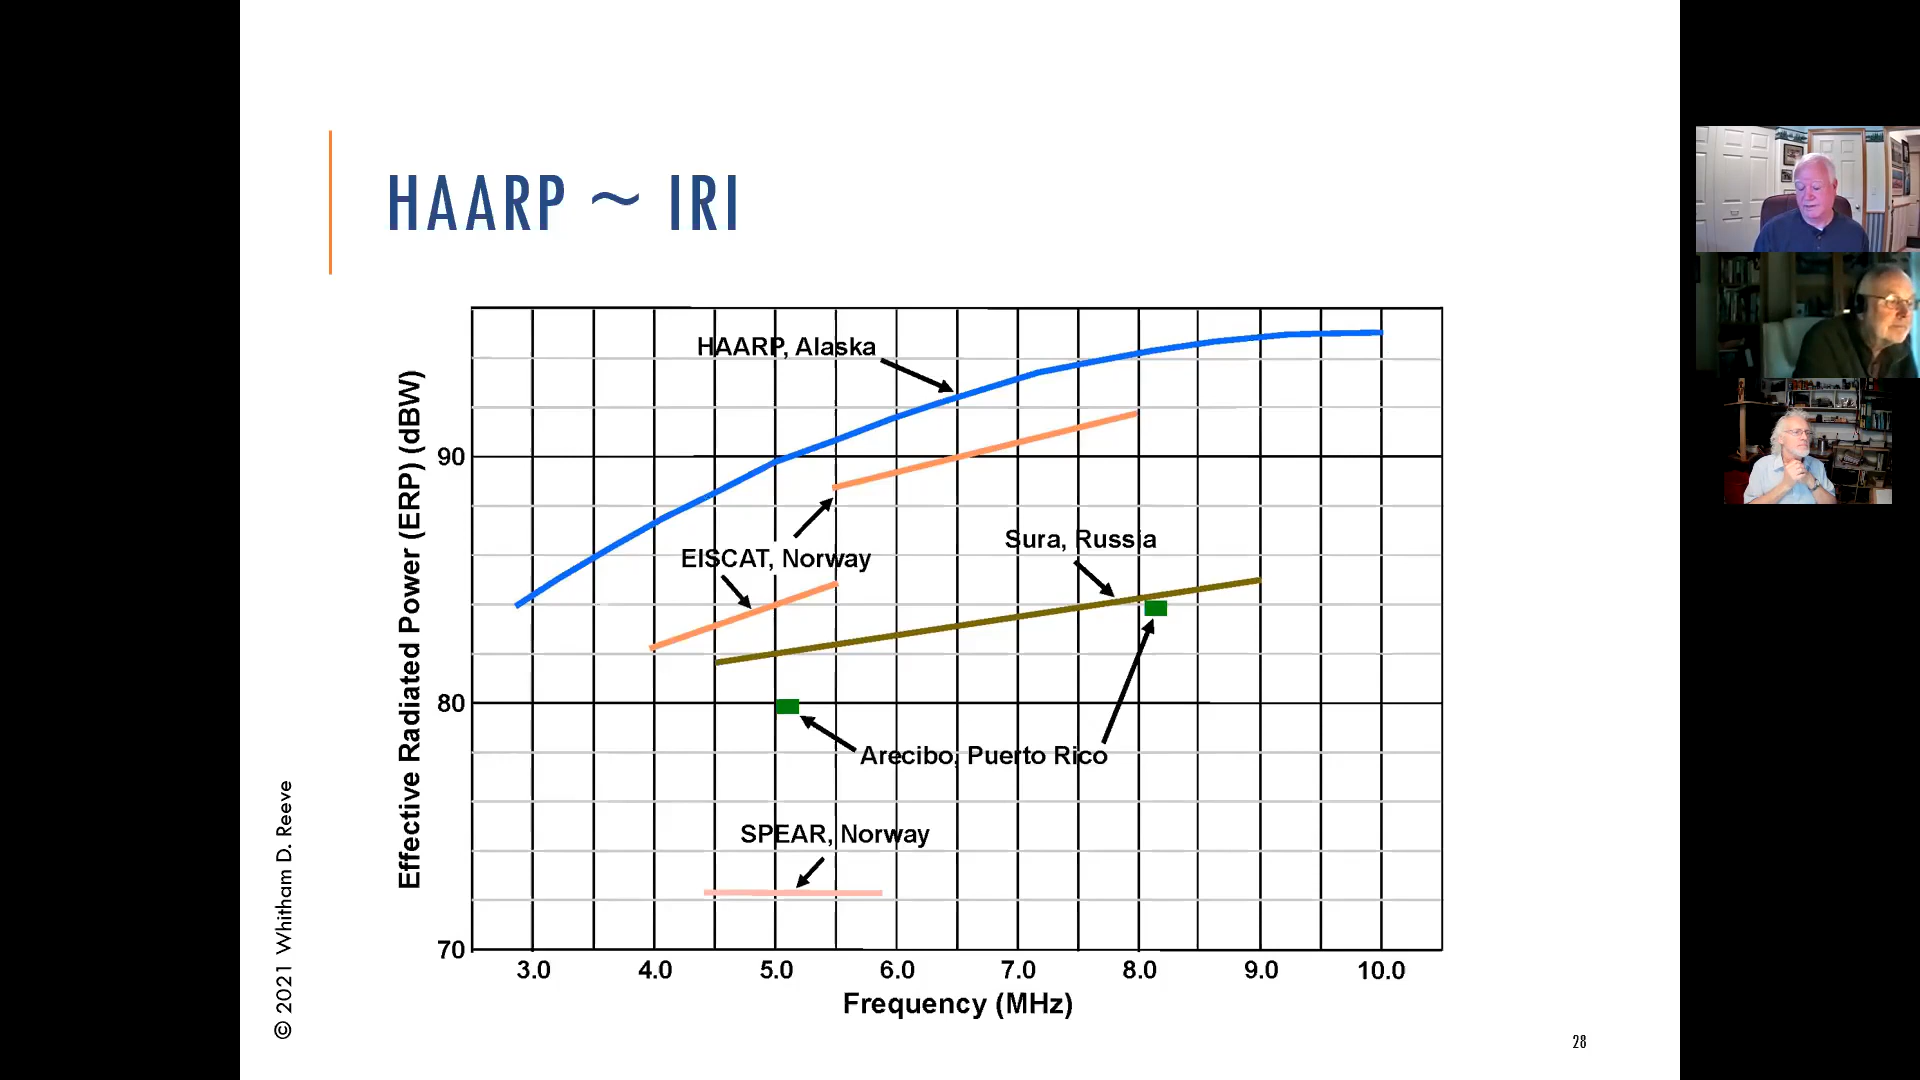 HAARP ~ IRI
HAARP, Alaska
EISCAT, Norway
Sura, Russia
Arecibo, Puerto Rico
SPEAR, Norway
Effective Radiated Power (ERP) (dBW)
90
80
70
3.0 4.0 5.0 6.0 7.0 8.0 9.0 10.0
Frequency (MHz)
© 2021 Whitham D. Reeve
28